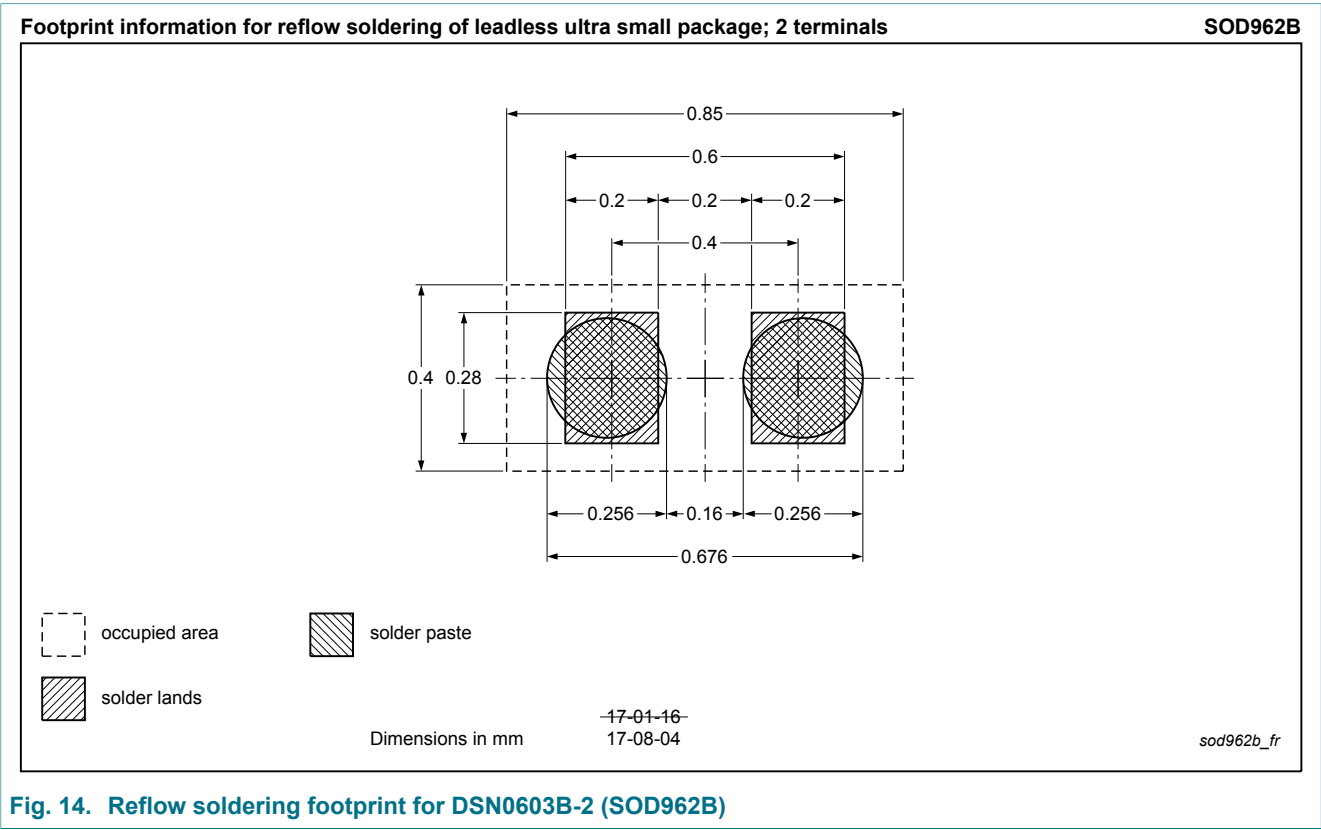 Footprint information for reflow soldering of leadless ultra small package; 2 terminals SOD962B
0.85
0.6
0.2 0.2 0.2
0.4
0.4 0.28
0.256 0.16 0.256
0.676
occupied area solder paste
solder lands
17-01-16
Dimensions in mm 17-08-04 sod962b_fr
Fig. 14. Reflow soldering footprint for DSN0603B-2 (SOD962B)